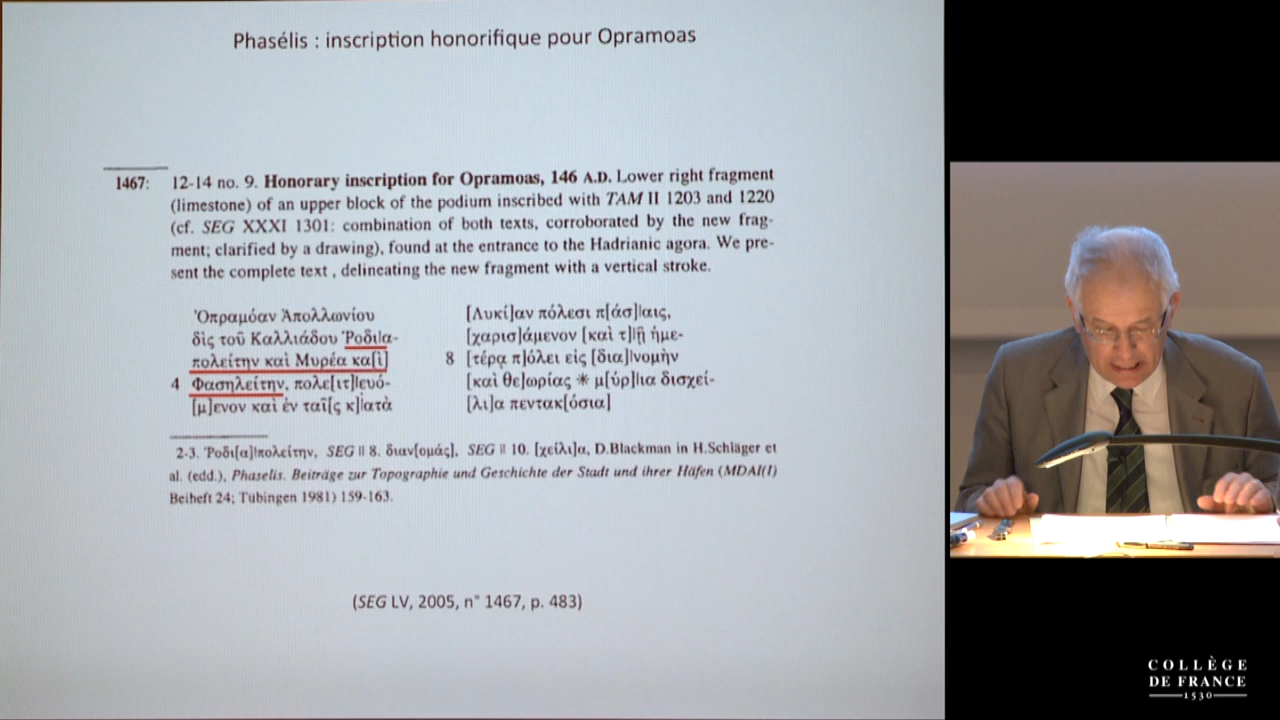 Phasélis : inscription honorifique pour Opramoas
1467: 12-14 no. 9. Honorary inscription for Opramoas, 146 A.D. Lower right fragment
(limestone) of an upper block of the podium inscribed with TAM II 1203 and 1220
(cf. SEG XXXI 1301: combination of both texts, corroborated by the new frag-
ment; clarified by a drawing), found at the entrance to the Hadrianic agora. We pre-
sent the complete text , delineating the new fragment with a vertical stroke.
Ὀπραμόαν Ἀπολλωνίου
δὶς τοῦ Καλλιάδου Ῥοδι|α-
πολείτην καὶ Μυρέα κα[ὶ]
4 Φασηλείτην, πολε[ιτ]|ευό-
[μ]ενον καὶ ἐν ταῖ[ς κ]|ατὰ
[Λυκί]αν πόλεσι π[άσ]|αις,
[χαρισ]άμενον [καὶ τ]|ῇ ἡμε-
8 [τέρᾳ π]όλει εἰς [δια]|νομὴν
[καὶ θε]ωρίας ✳ μ[ύρ]|ια δισχεί-
[λι]α πεντακ[όσια]
2-3. Ῥοδι[α]|πολείτην, SEG || 8. διαν[ομάς], SEG || 10. [χείλι]α, D.Blackman in H.Schläger et
al. (edd.), Phaselis. Beiträge zur Topographie und Geschichte der Stadt und ihrer Häfen (MDAI(I)
Beiheft 24; Tübingen 1981) 159-163.
(SEG LV, 2005, n° 1467, p. 483)
COLLÈGE
DE FRANCE
1530